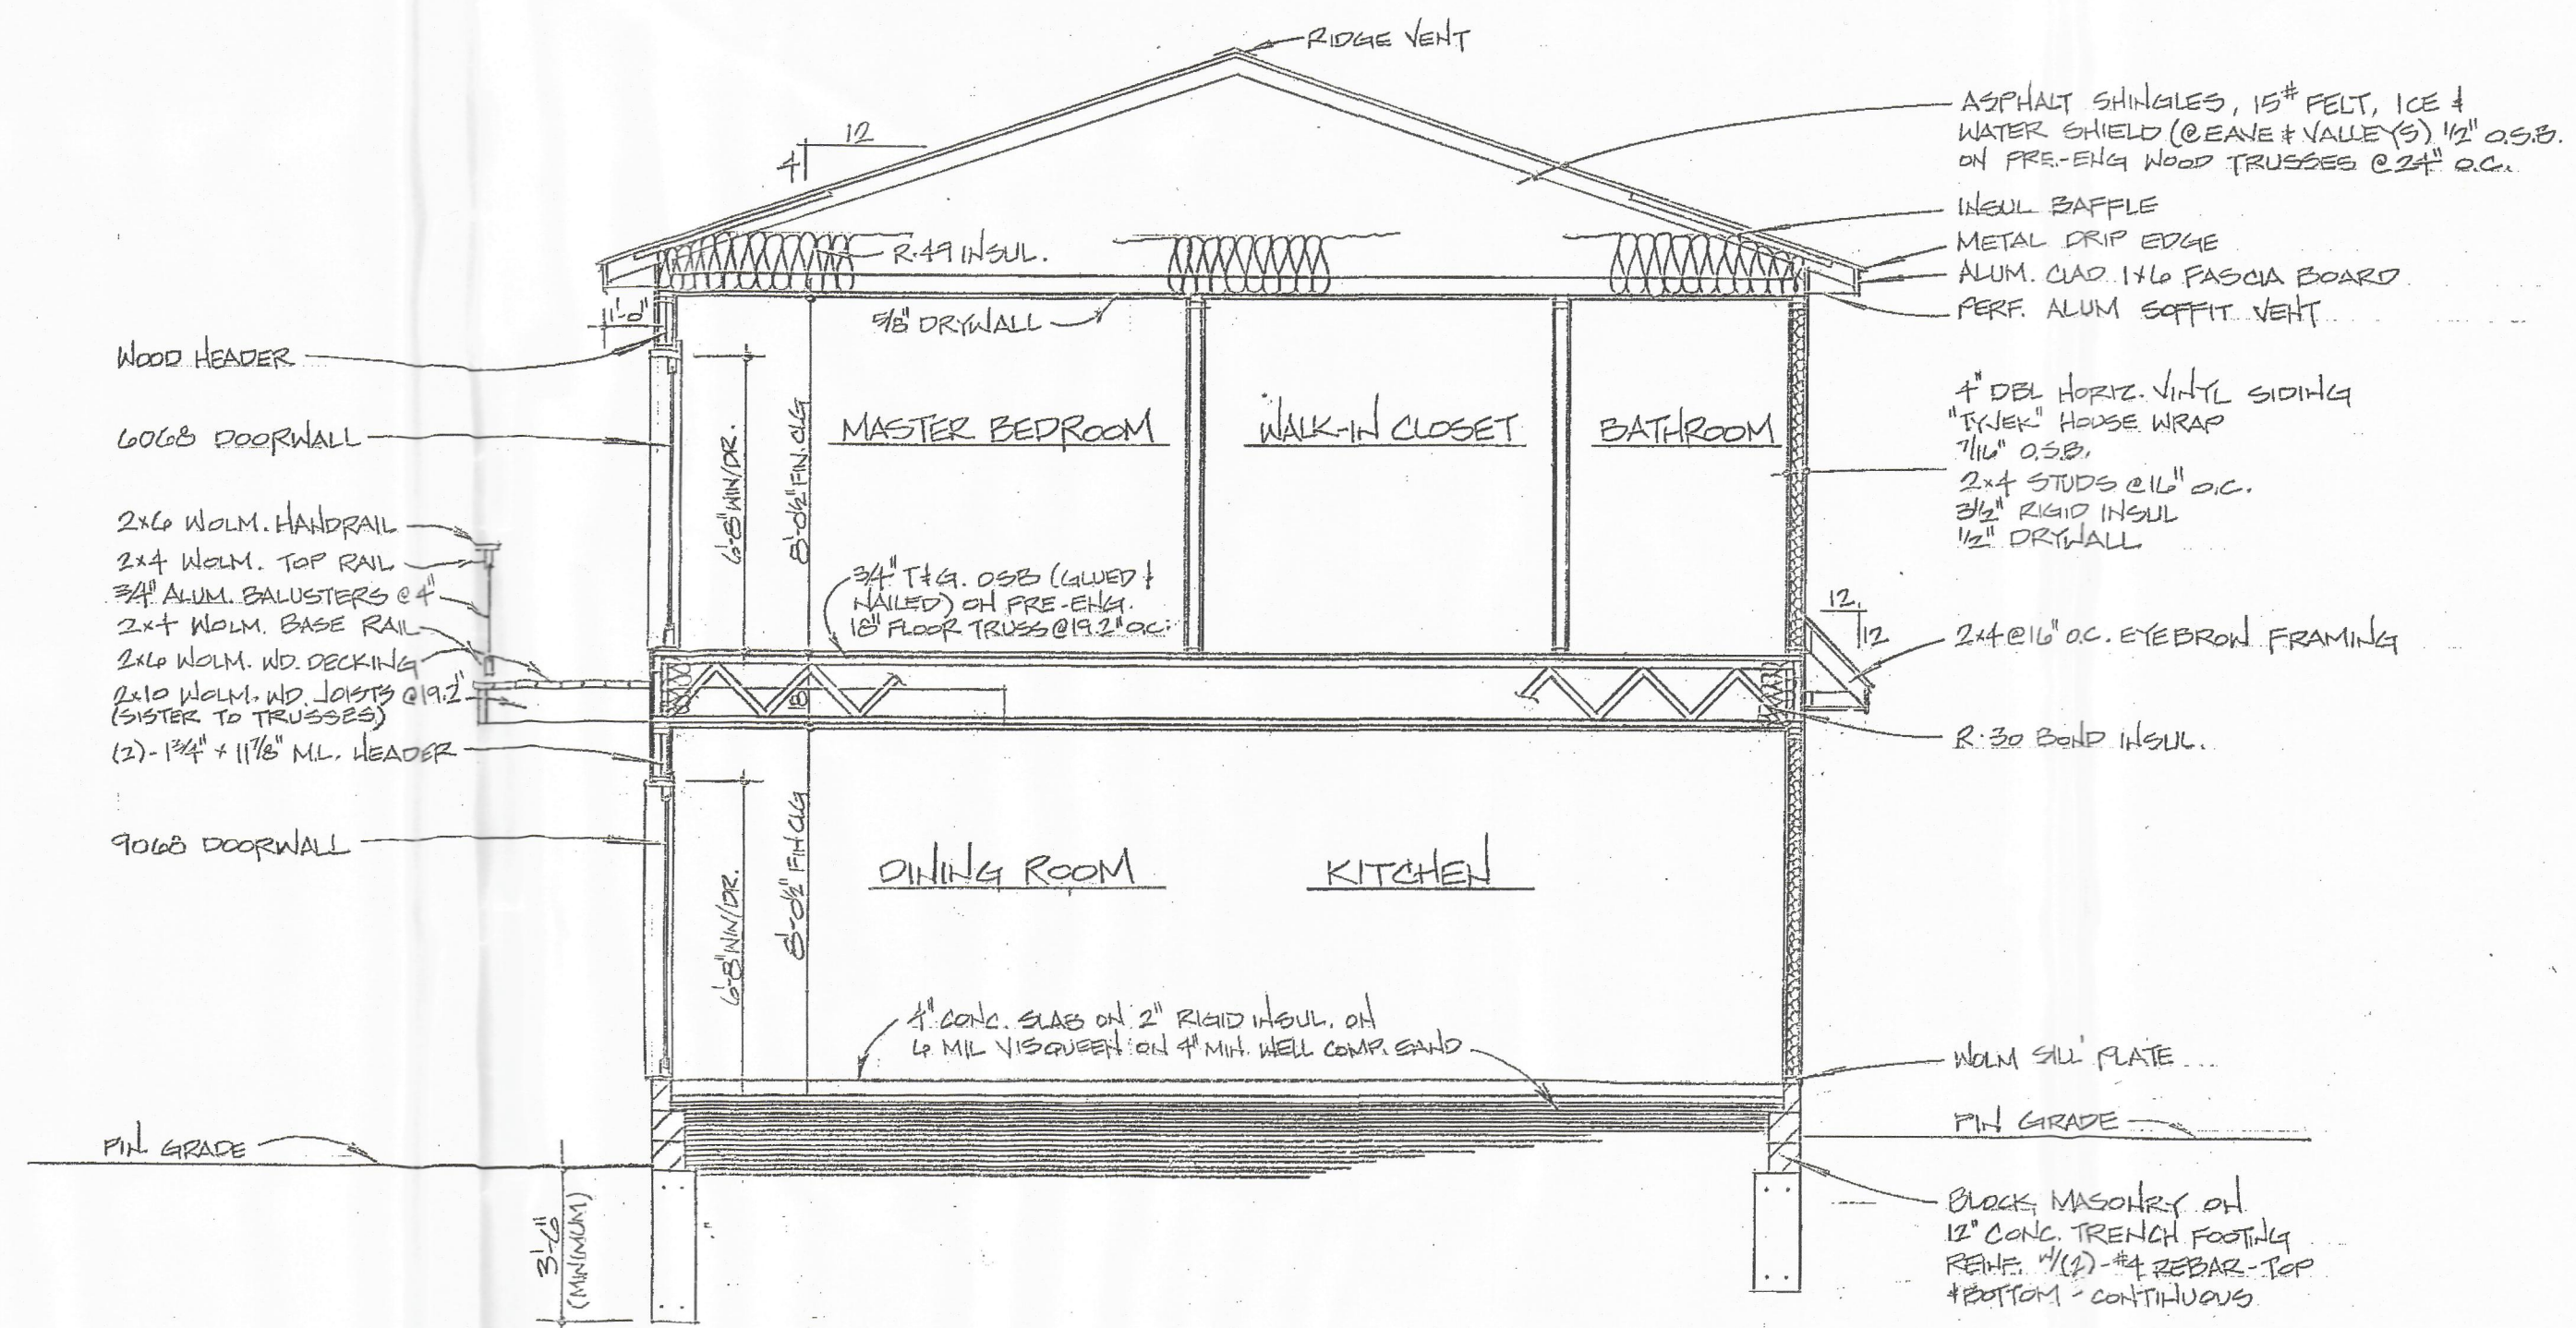 RIDGE VENT
ASPHALT SHINGLES, 15# FELT, ICE &
WATER SHIELD (@ EAVE & VALLEYS) 1/2" O.S.B.
ON PRE-ENG WOOD TRUSSES @ 24" O.C.
INSUL BAFFLE
METAL DRIP EDGE
ALUM. CLAD 1x6 FASCIA BOARD
PERF. ALUM SOFFIT VENT
12
4
R-49 INSUL.
5/8" DRYWALL
1'-0"
WOOD HEADER
6068 DOORWALL
2x6 WOLM. HANDRAIL
2x4 WOLM. TOP RAIL
3/4" ALUM. BALUSTERS @ 4"
2x4 WOLM. BASE RAIL
2x6 WOLM. WD. DECKING
2x10 WOLM. WD. JOISTS @ 19.2"
(SISTER TO TRUSSES)
(2)-1 3/4" x 11 7/8" M.L. HEADER
9068 DOORWALL
FIN. GRADE
6'-8" WIN/DR.
8'-0 1/2" FIN. CLG
MASTER BEDROOM
WALK-IN CLOSET
BATHROOM
3/4" T&G. OSB (GLUED &
NAILED) ON PRE-ENG.
18" FLOOR TRUSS @ 19.2" O.C.
18
4" DBL HORIZ. VINYL SIDING
"TYVEK" HOUSE WRAP
7/16" O.S.B.
2x4 STUDS @ 16" O.C.
3 1/2" RIGID INSUL
1/2" DRYWALL
12
12
2x4 @ 16" O.C. EYEBROW FRAMING
R-30 BOND INSUL.
6'-8" WIN/DR.
8'-0 1/2" FIN CLG
DINING ROOM
KITCHEN
4" CONC. SLAB ON 2" RIGID INSUL. ON
6 MIL VISQUEEN ON 4" MIN. WELL COMP. SAND
WOLM SILL PLATE
FIN GRADE
3'-6"
(MINIMUM)
BLOCK MASONRY ON
12" CONC. TRENCH FOOTING
REINF. W/(2)-#4 REBAR-TOP
& BOTTOM - CONTINUOUS